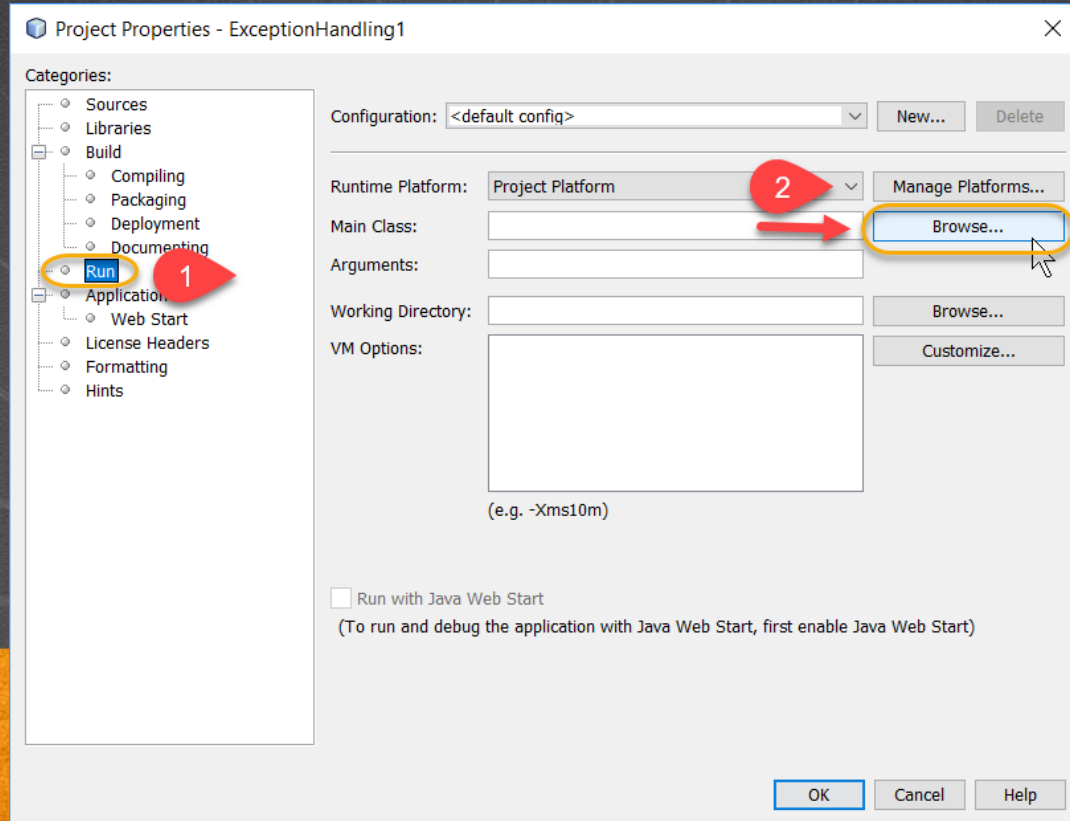 Project Properties - ExceptionHandling1
Categories:
Sources
Libraries
Build
Compiling
Packaging
Deployment
Documenting
Run
1
Application
Web Start
License Headers
Formatting
Hints
Configuration: <default config> New... Delete
Runtime Platform: Project Platform 2 Manage Platforms...
Main Class: Browse...
Arguments:
Working Directory: Browse...
VM Options: Customize...
(e.g. -Xms10m)
Run with Java Web Start
(To run and debug the application with Java Web Start, first enable Java Web Start)
OK Cancel Help